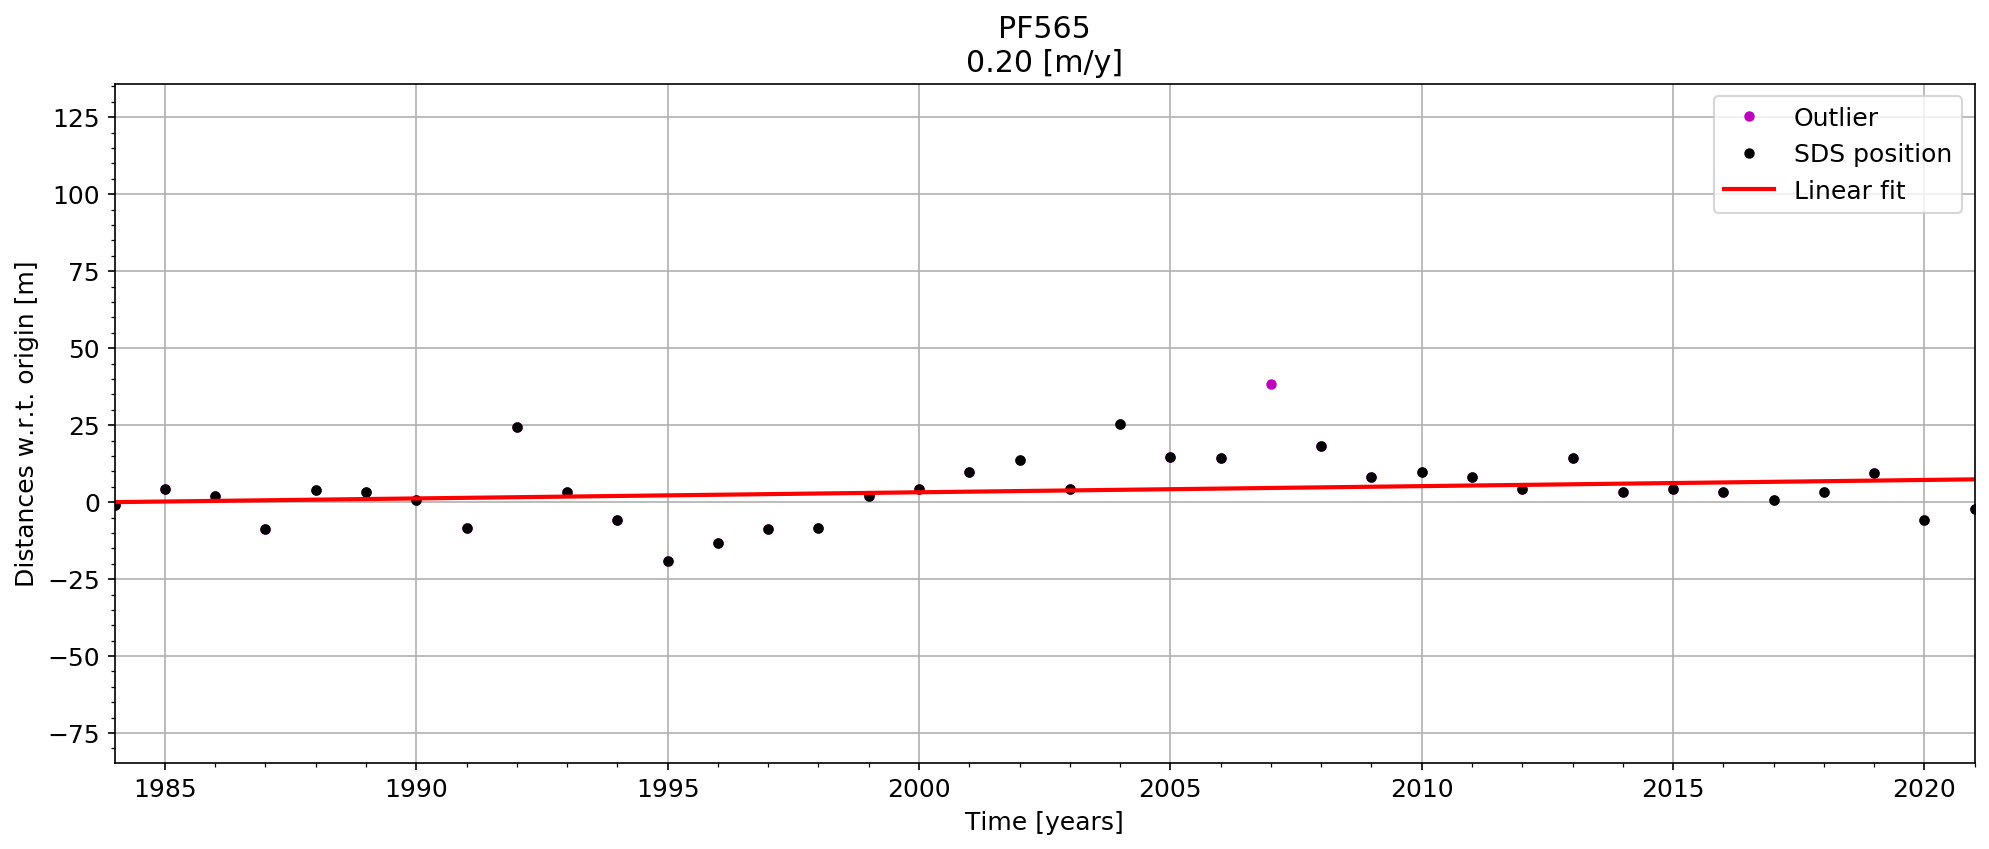 PF565
0.20 [m/y]
Outlier
SDS position
Linear fit
Distances w.r.t. origin [m]
125
100
75
50
25
0
−25
−50
−75
1985
1990
1995
2000
2005
2010
2015
2020
Time [years]